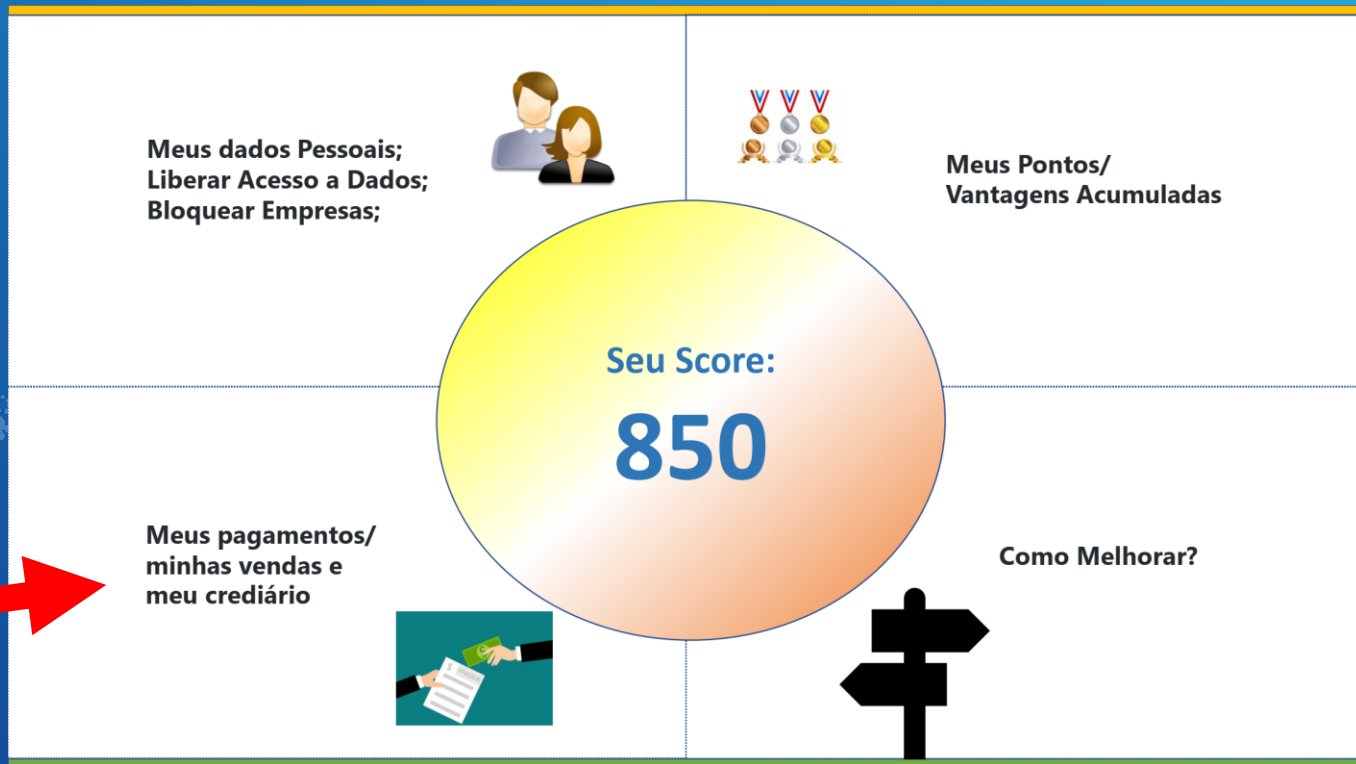 Meus dados Pessoais;
Liberar Acesso a Dados;
Bloquear Empresas;
Meus Pontos/
Vantagens Acumuladas
Seu Score:
850
Meus pagamentos/
minhas vendas e
meu crediário
$ Invoice
Como Melhorar?